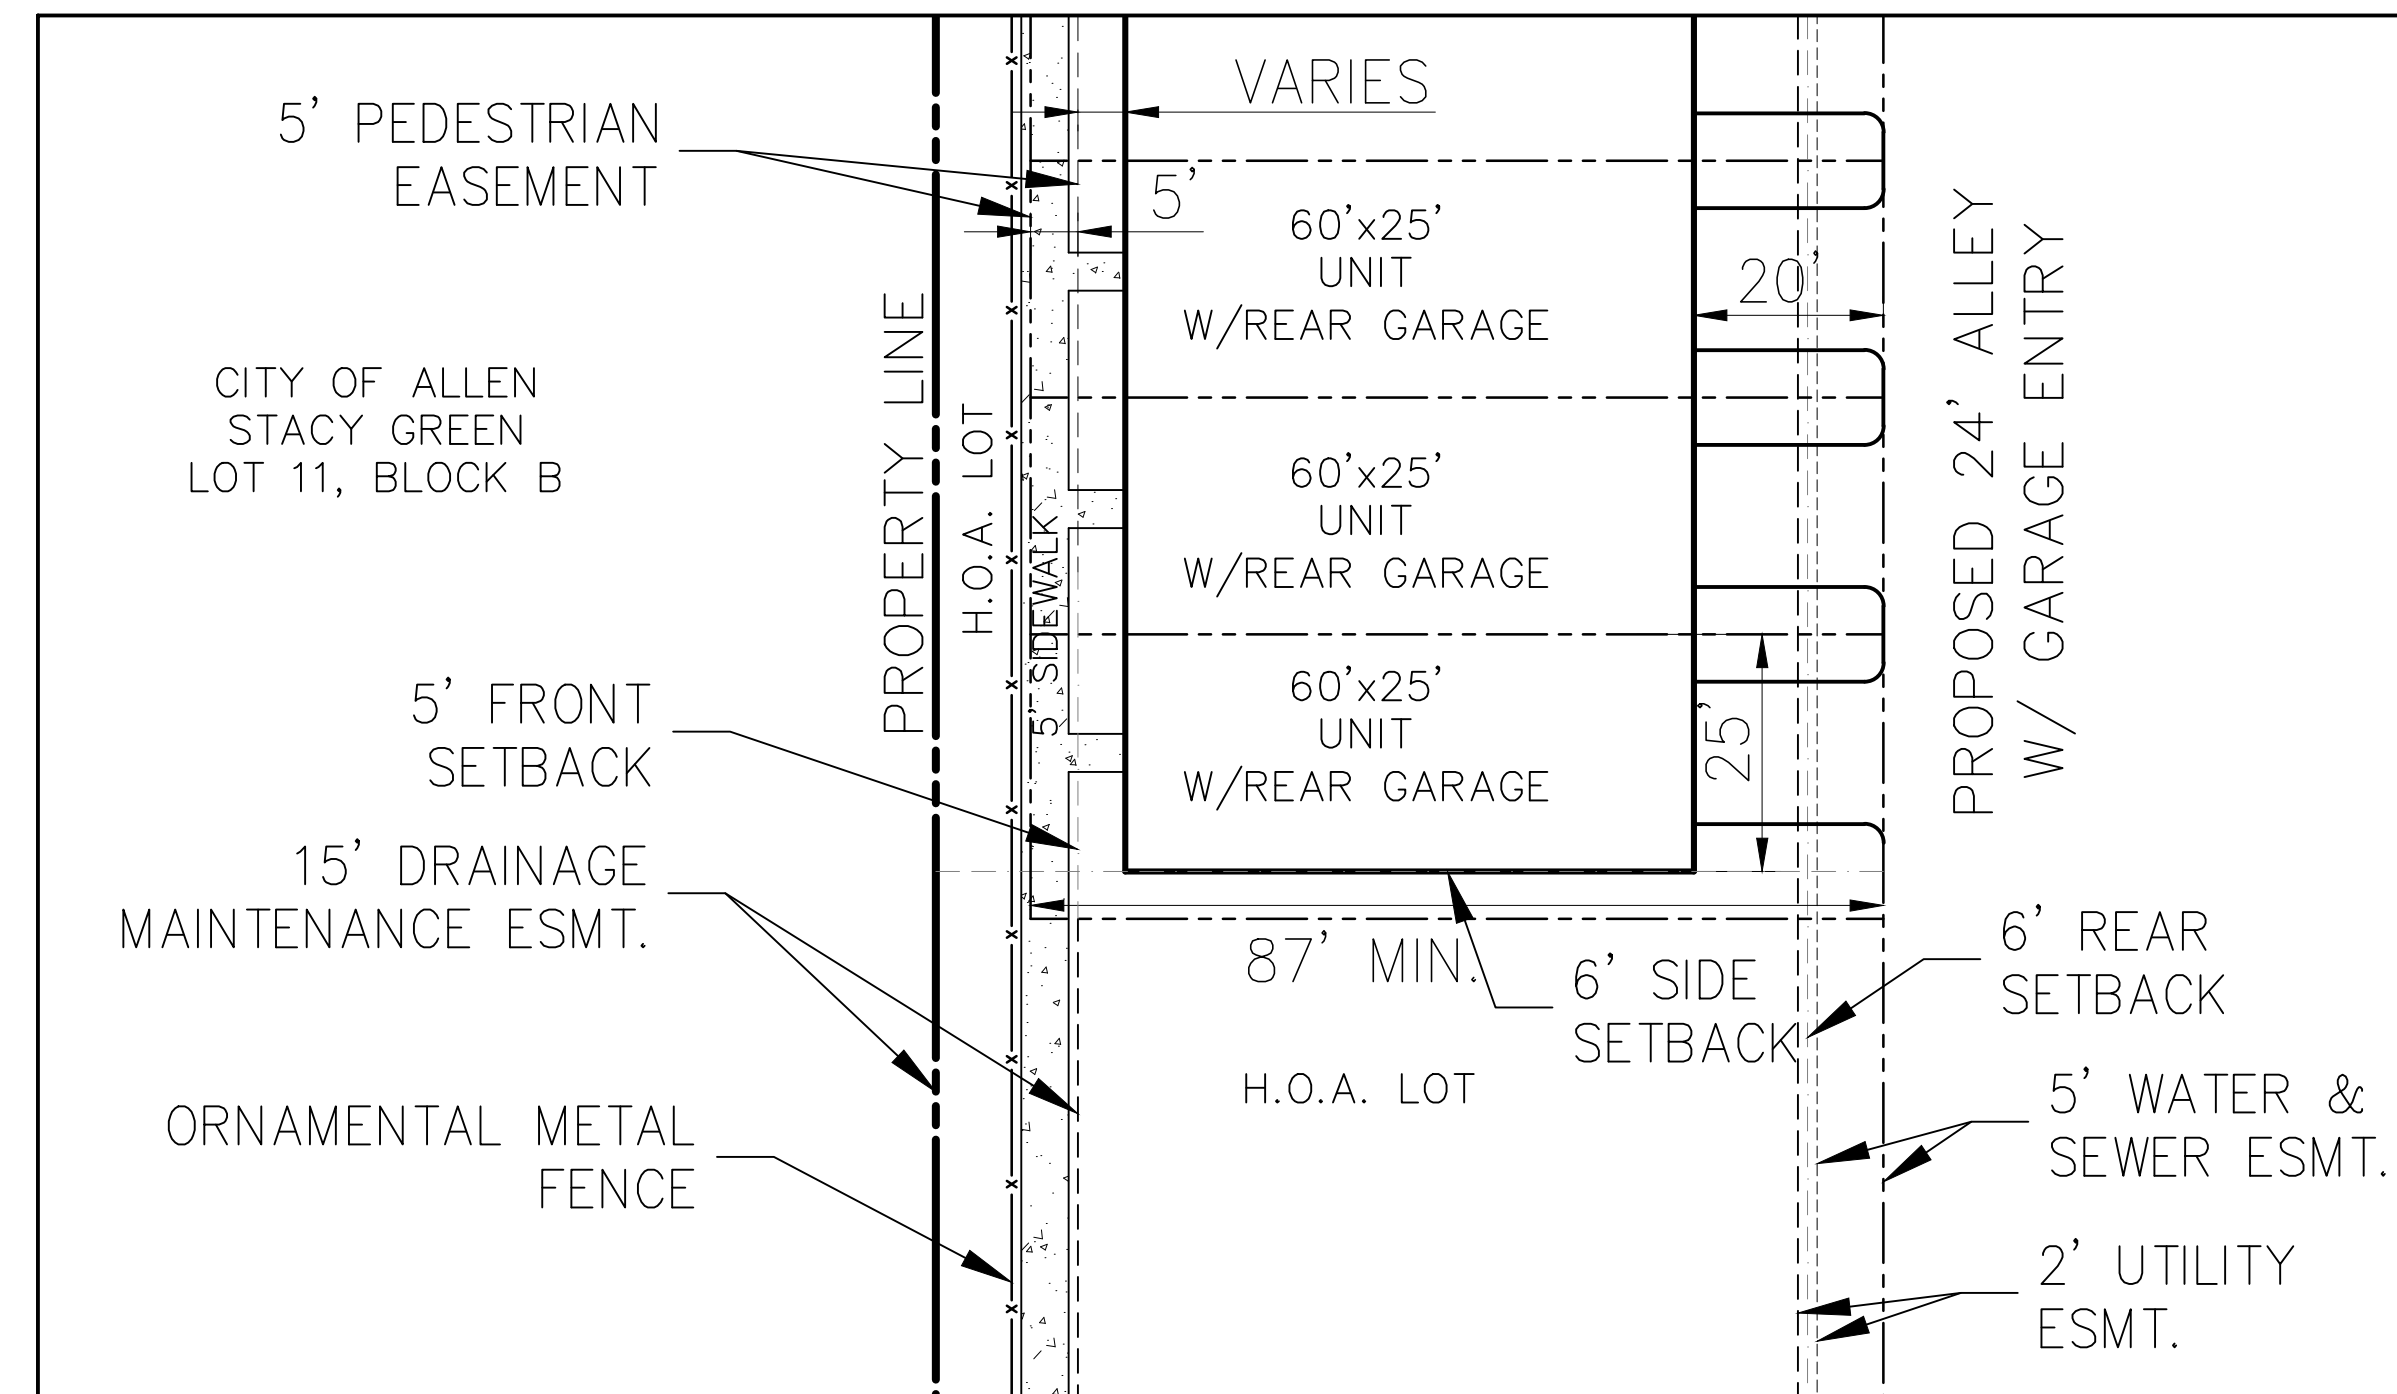 VARIES
5' PEDESTRIAN
EASEMENT
5'
60'x25'
UNIT
W/REAR GARAGE
20'
PROPOSED 24' ALLEY
W/ GARAGE ENTRY
PROPERTY LINE
H.O.A. LOT
5' SIDEWALK
CITY OF ALLEN
STACY GREEN
LOT 11, BLOCK B
60'x25'
UNIT
W/REAR GARAGE
60'x25'
UNIT
W/REAR GARAGE
25'
5' FRONT
SETBACK
15' DRAINAGE
MAINTENANCE ESMT.
87' MIN.
6' SIDE
SETBACK
6' REAR
SETBACK
H.O.A. LOT
5' WATER &
SEWER ESMT.
ORNAMENTAL METAL
FENCE
2' UTILITY
ESMT.